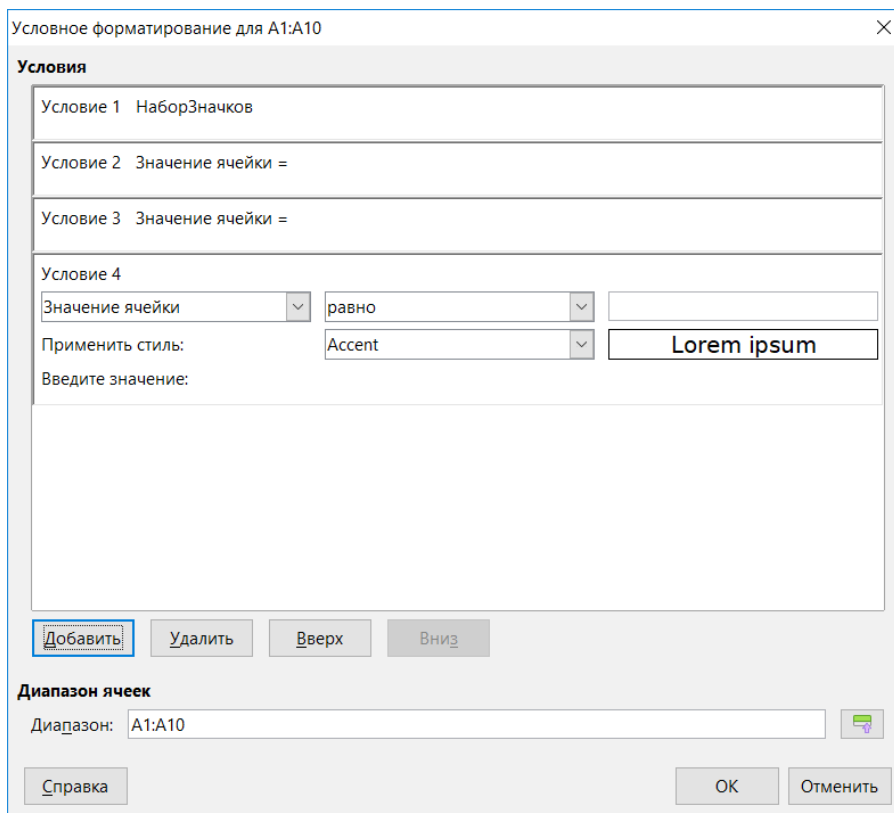 Условное форматирование для A1:A10
Условия
Условие 1 НаборЗначков
Условие 2 Значение ячейки =
Условие 3 Значение ячейки =
Условие 4
Значение ячейки равно
Применить стиль: Accent Lorem ipsum
Введите значение:
Добавить Удалить Вверх Вниз
Диапазон ячеек
Диапазон: A1:A10
Справка ОК Отменить